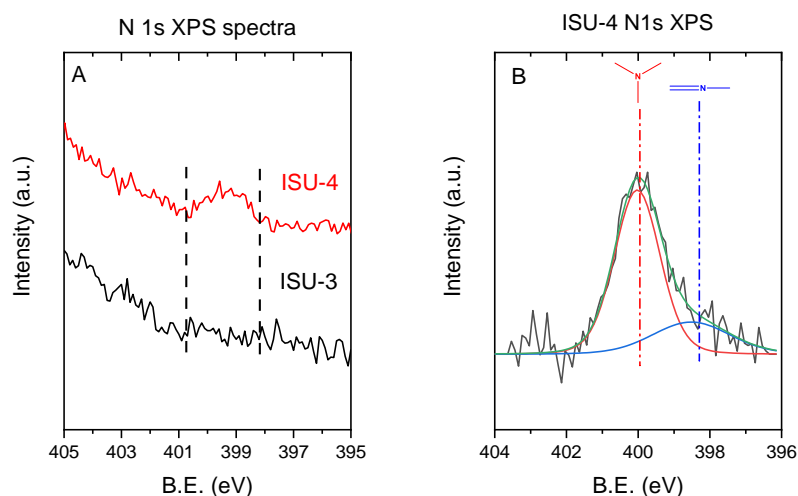 N 1s XPS spectra
A
ISU-4
ISU-3
Intensity (a.u.)
405 403 401 399 397 395
B.E. (eV)
ISU-4 N1s XPS
B
N
N
Intensity (a.u.)
404 402 400 398 396
B.E. (eV)